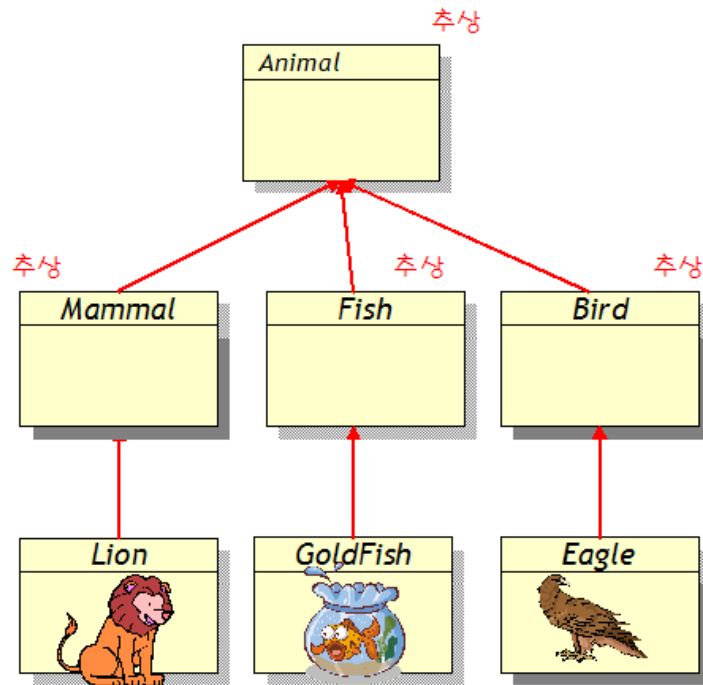 추상
Animal
추상
추상
추상
Mammal
Fish
Bird
Lion
GoldFish
Eagle